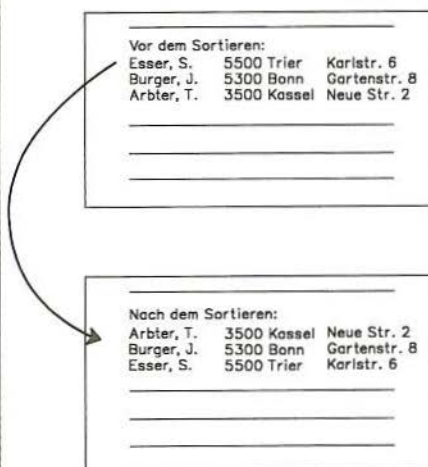 Vor dem Sortieren:
Esser, S. 5500 Trier Karlstr. 6
Burger, J. 5300 Bonn Gartenstr. 8
Arbter, T. 3500 Kassel Neue Str. 2
Nach dem Sortieren:
Arbter, T. 3500 Kassel Neue Str. 2
Burger, J. 5300 Bonn Gartenstr. 8
Esser, S. 5500 Trier Karlstr. 6